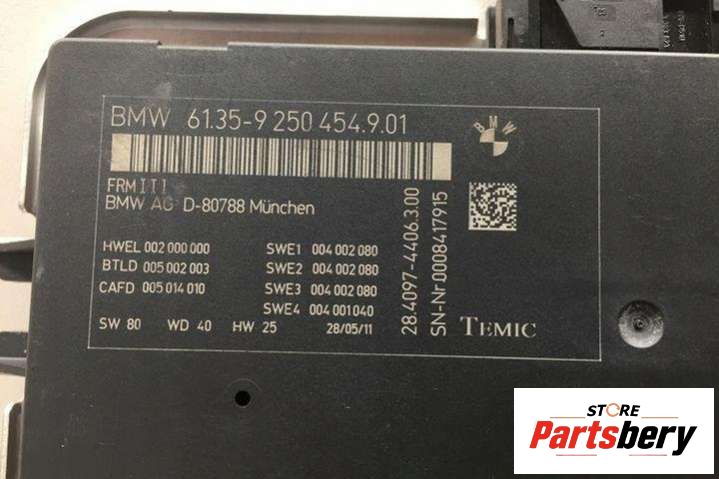 BMW 61.35-9 250 454.9.01
BMW
FRM III
BMW AG D-80788 München
HWEL 002 000 000
BTLD 005 002 003
CAFD 005 014 010
SWE1 004 002 080
SWE2 004 002 080
SWE3 004 002 080
SWE4 004 001 040
SW 80 WD 40 HW 25 28/05/11
28.4097-4406.3.00
SN-Nr0008417915
TEMIC
STORE
Partsbery